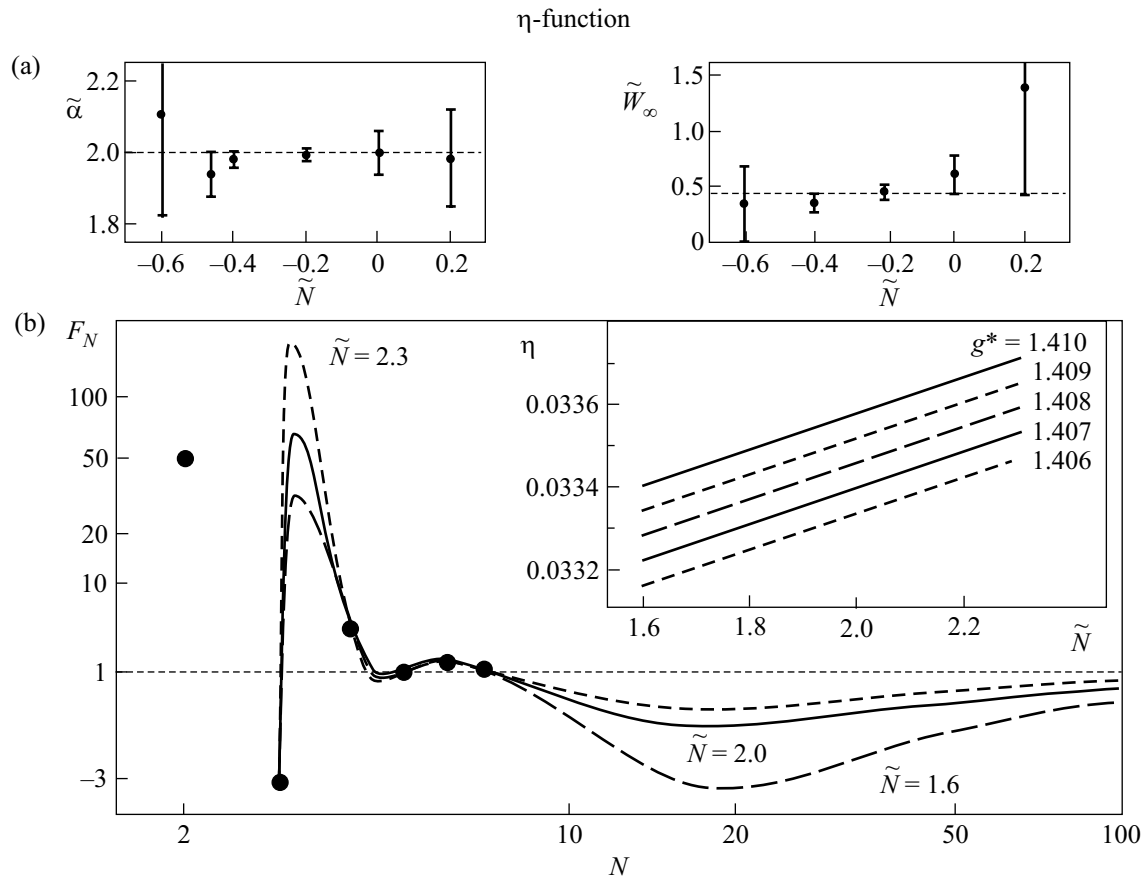 η-function
(a)
α̃
2.2
2.0
1.8
–0.6 –0.4 –0.2 0 0.2
Ñ
W̃∞
1.5
1.0
0.5
0
–0.6 –0.4 –0.2 0 0.2
Ñ
(b)
F_N
100
50
20
10
1
–3
2 10 20 50 100
N
Ñ = 2.3
Ñ = 2.0
Ñ = 1.6
η
0.0336
0.0334
0.0332
1.6 1.8 2.0 2.2
Ñ
g* = 1.410
1.409
1.408
1.407
1.406